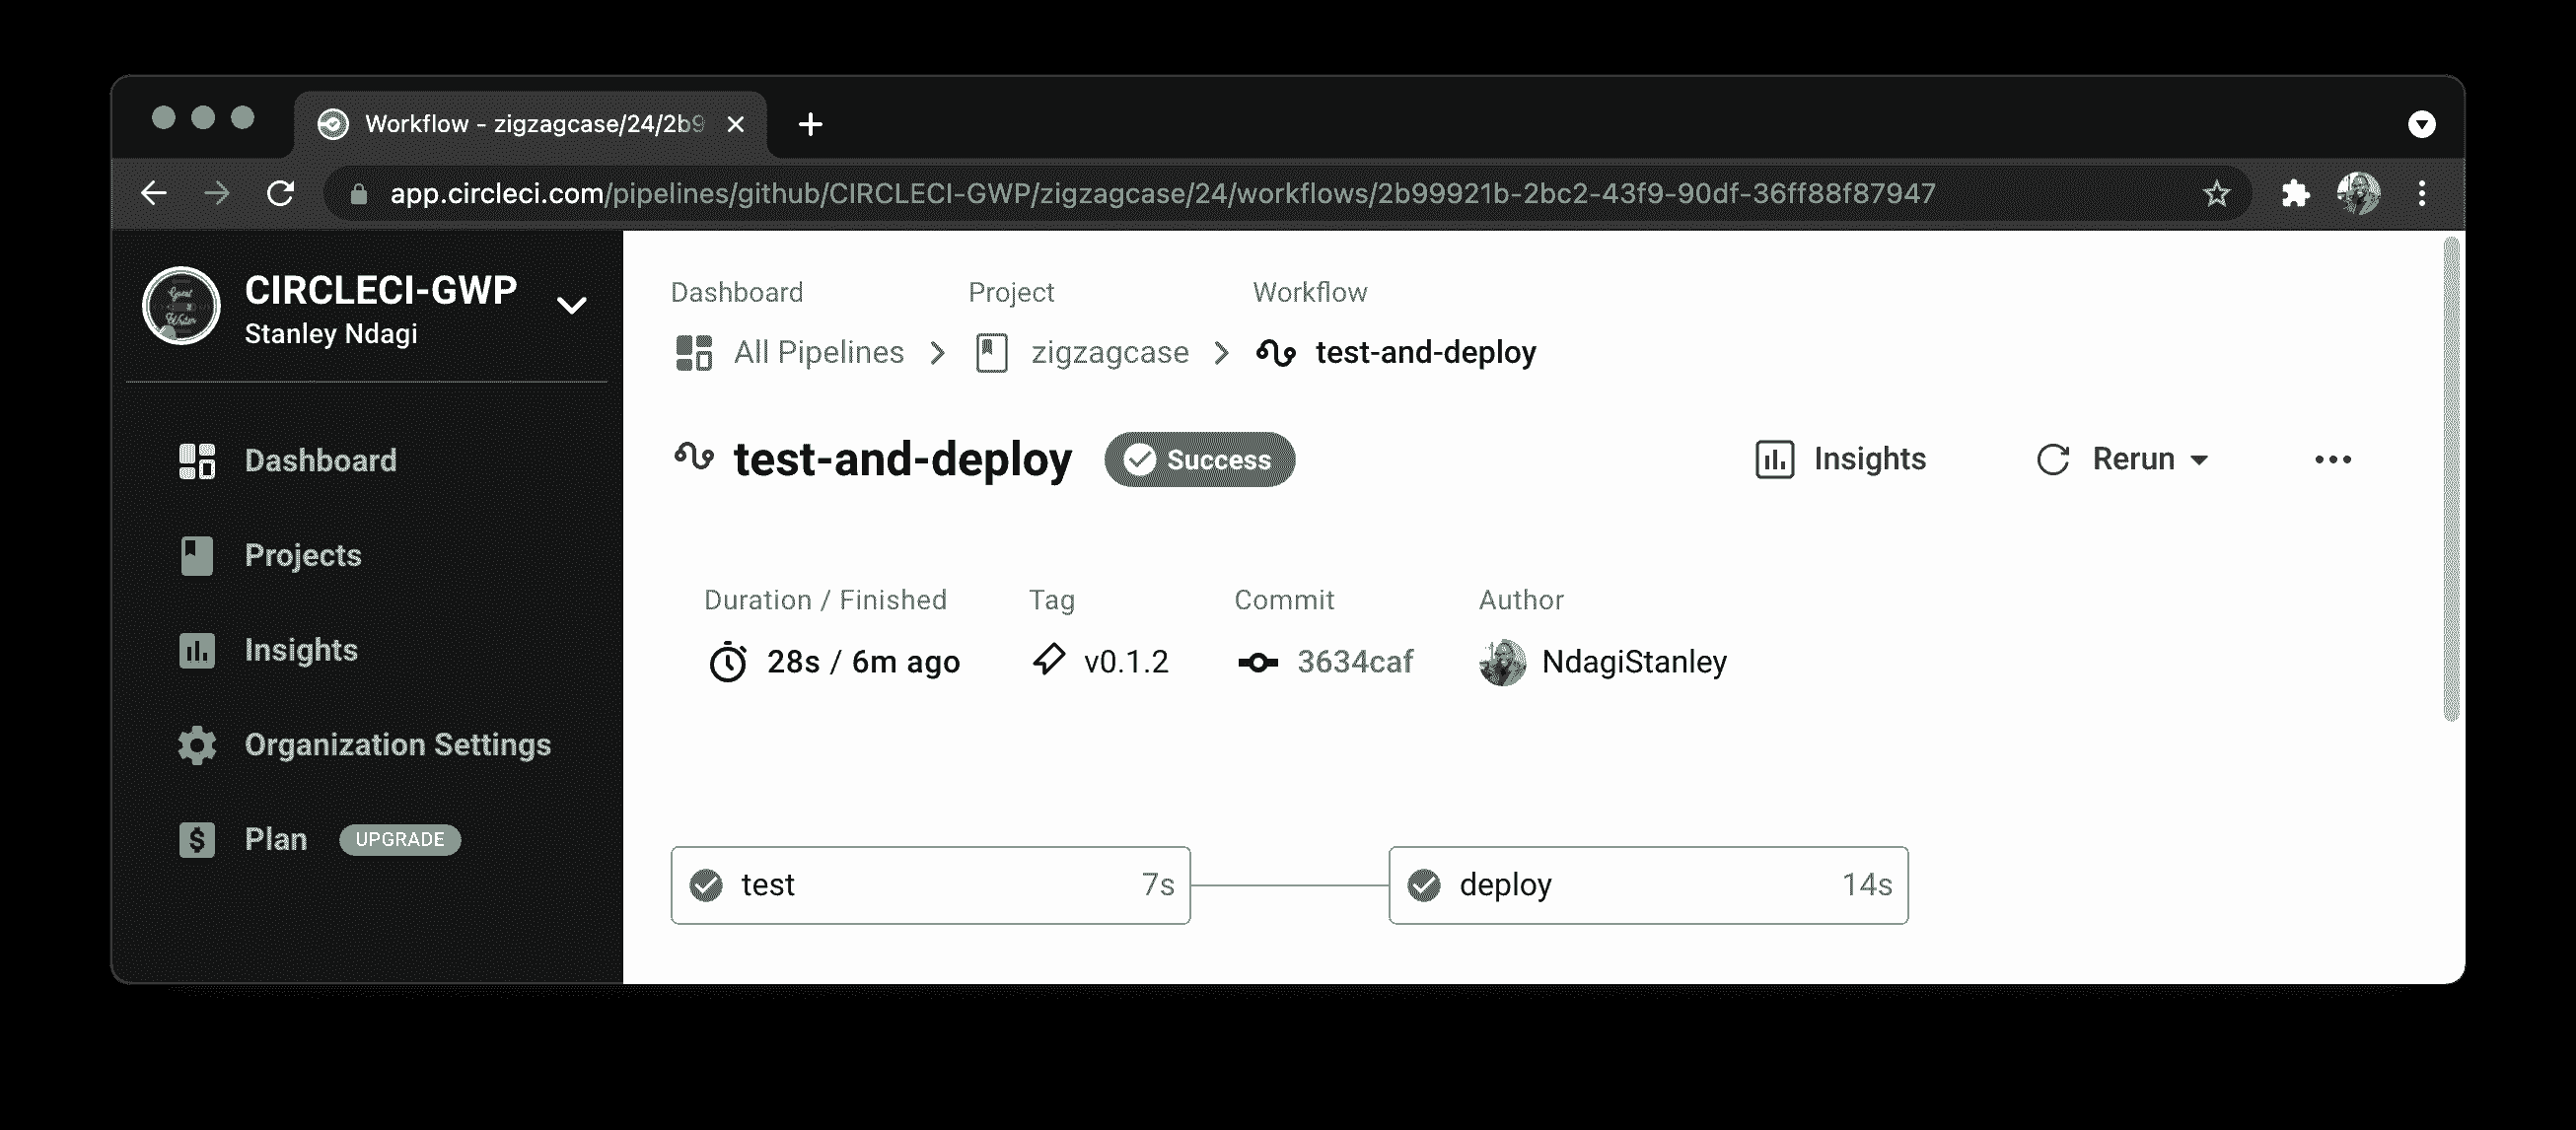 Workflow - zigzagcase/24/2b9
app.circleci.com/pipelines/github/CIRCLECI-GWP/zigzagcase/24/workflows/2b99921b-2bc2-43f9-90df-36ff88f87947
CIRCLECI-GWP
Stanley Ndagi
Dashboard
Projects
Insights
Organization Settings
Plan UPGRADE
Dashboard Project Workflow
All Pipelines zigzagcase test-and-deploy
test-and-deploy Success Insights Rerun
Duration / Finished Tag Commit Author
28s / 6m ago v0.1.2 3634caf NdagiStanley
test 7s deploy 14s